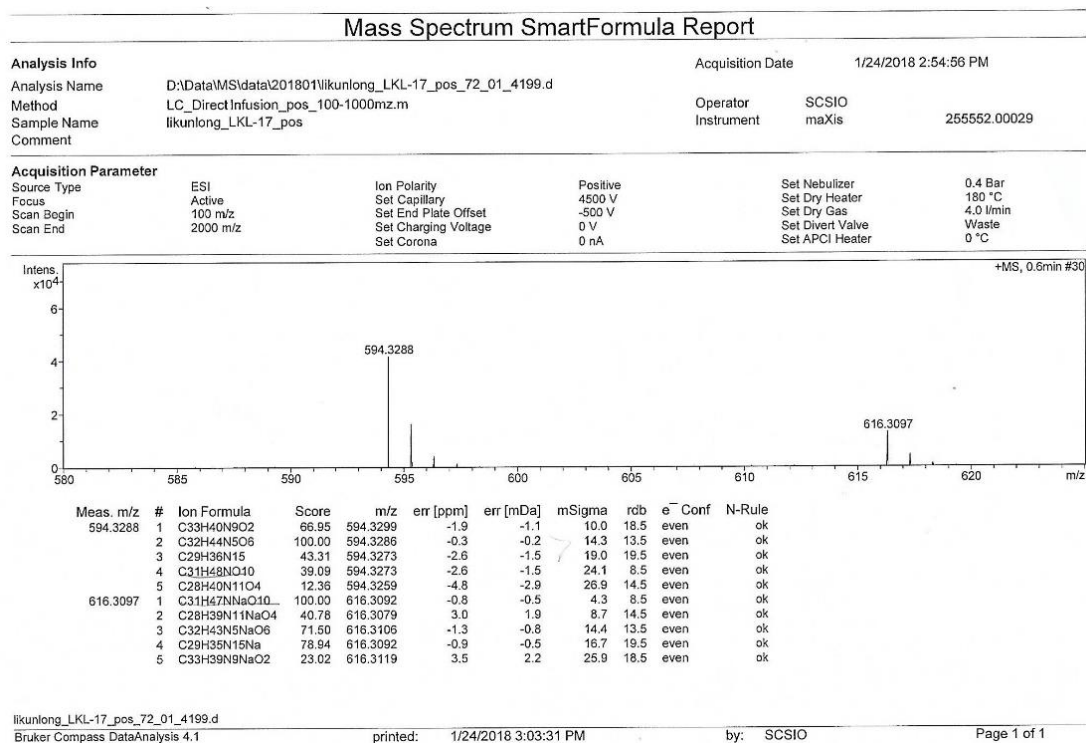 Mass Spectrum SmartFormula Report
Analysis Info
Acquisition Date 1/24/2018 2:54:56 PM
Analysis Name D:\Data\MS\data\201801\likunlong_LKL-17_pos_72_01_4199.d
Method LC_Direct Infusion_pos_100-1000mz.m
Operator SCSIO
Sample Name likunlong_LKL-17_pos
Instrument maXis 255552.00029
Comment
Acquisition Parameter
Source Type ESI Ion Polarity Positive Set Nebulizer 0.4 Bar
Focus Active Set Capillary 4500 V Set Dry Heater 180 °C
Scan Begin 100 m/z Set End Plate Offset -500 V Set Dry Gas 4.0 l/min
Scan End 2000 m/z Set Charging Voltage 0 V Set Divert Valve Waste
Set Corona 0 nA Set APCI Heater 0 °C
Intens. +MS, 0.6min #30
x10⁴
6
594.3288
4
2
616.3097
0
580 585 590 595 600 605 610 615 620 m/z
Meas. m/z # Ion Formula Score m/z err [ppm] err [mDa] mSigma rdb e⁻ Conf N-Rule
594.3288 1 C33H40N9O2 66.95 594.3299 -1.9 -1.1 10.0 18.5 even ok
2 C32H44N5O6 100.00 594.3286 -0.3 -0.2 14.3 13.5 even ok
3 C29H36N15 43.31 594.3273 -2.6 -1.5 19.0 19.5 even ok
4 C31H48NO10 39.09 594.3273 -2.6 -1.5 24.1 8.5 even ok
5 C28H40N11O4 12.36 594.3259 -4.8 -2.9 26.9 14.5 even ok
616.3097 1 C31H47NNaO10 100.00 616.3092 -0.8 -0.5 4.3 8.5 even ok
2 C28H39N11NaO4 40.78 616.3079 3.0 1.9 8.7 14.5 even ok
3 C32H43N5NaO6 71.50 616.3106 -1.3 -0.8 14.4 13.5 even ok
4 C29H35N15Na 78.94 616.3092 -0.9 -0.5 16.7 19.5 even ok
5 C33H39N9NaO2 23.02 616.3119 3.5 2.2 25.9 18.5 even ok
likunlong_LKL-17_pos_72_01_4199.d
Bruker Compass DataAnalysis 4.1 printed: 1/24/2018 3:03:31 PM by: SCSIO Page 1 of 1